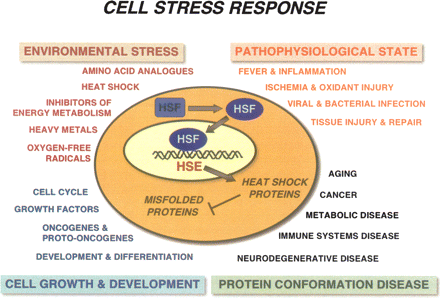 CELL STRESS RESPONSE
ENVIRONMENTAL STRESS
PATHOPHYSIOLOGICAL STATE
AMINO ACID ANALOGUES
HEAT SHOCK
INHIBITORS OF
ENERGY METABOLISM
HEAVY METALS
OXYGEN-FREE
RADICALS
FEVER & INFLAMMATION
ISCHEMIA & OXIDANT INJURY
VIRAL & BACTERIAL INFECTION
TISSUE INJURY & REPAIR
HSF
HSF
HSF
HSE
HEAT SHOCK
PROTEINS
MISFOLDED
PROTEINS
CELL CYCLE
GROWTH FACTORS
ONCOGENES &
PROTO-ONCOGENES
DEVELOPMENT & DIFFERENTIATION
AGING
CANCER
METABOLIC DISEASE
IMMUNE SYSTEMS DISEASE
NEURODEGENERATIVE DISEASE
CELL GROWTH & DEVELOPMENT
PROTEIN CONFORMATION DISEASE